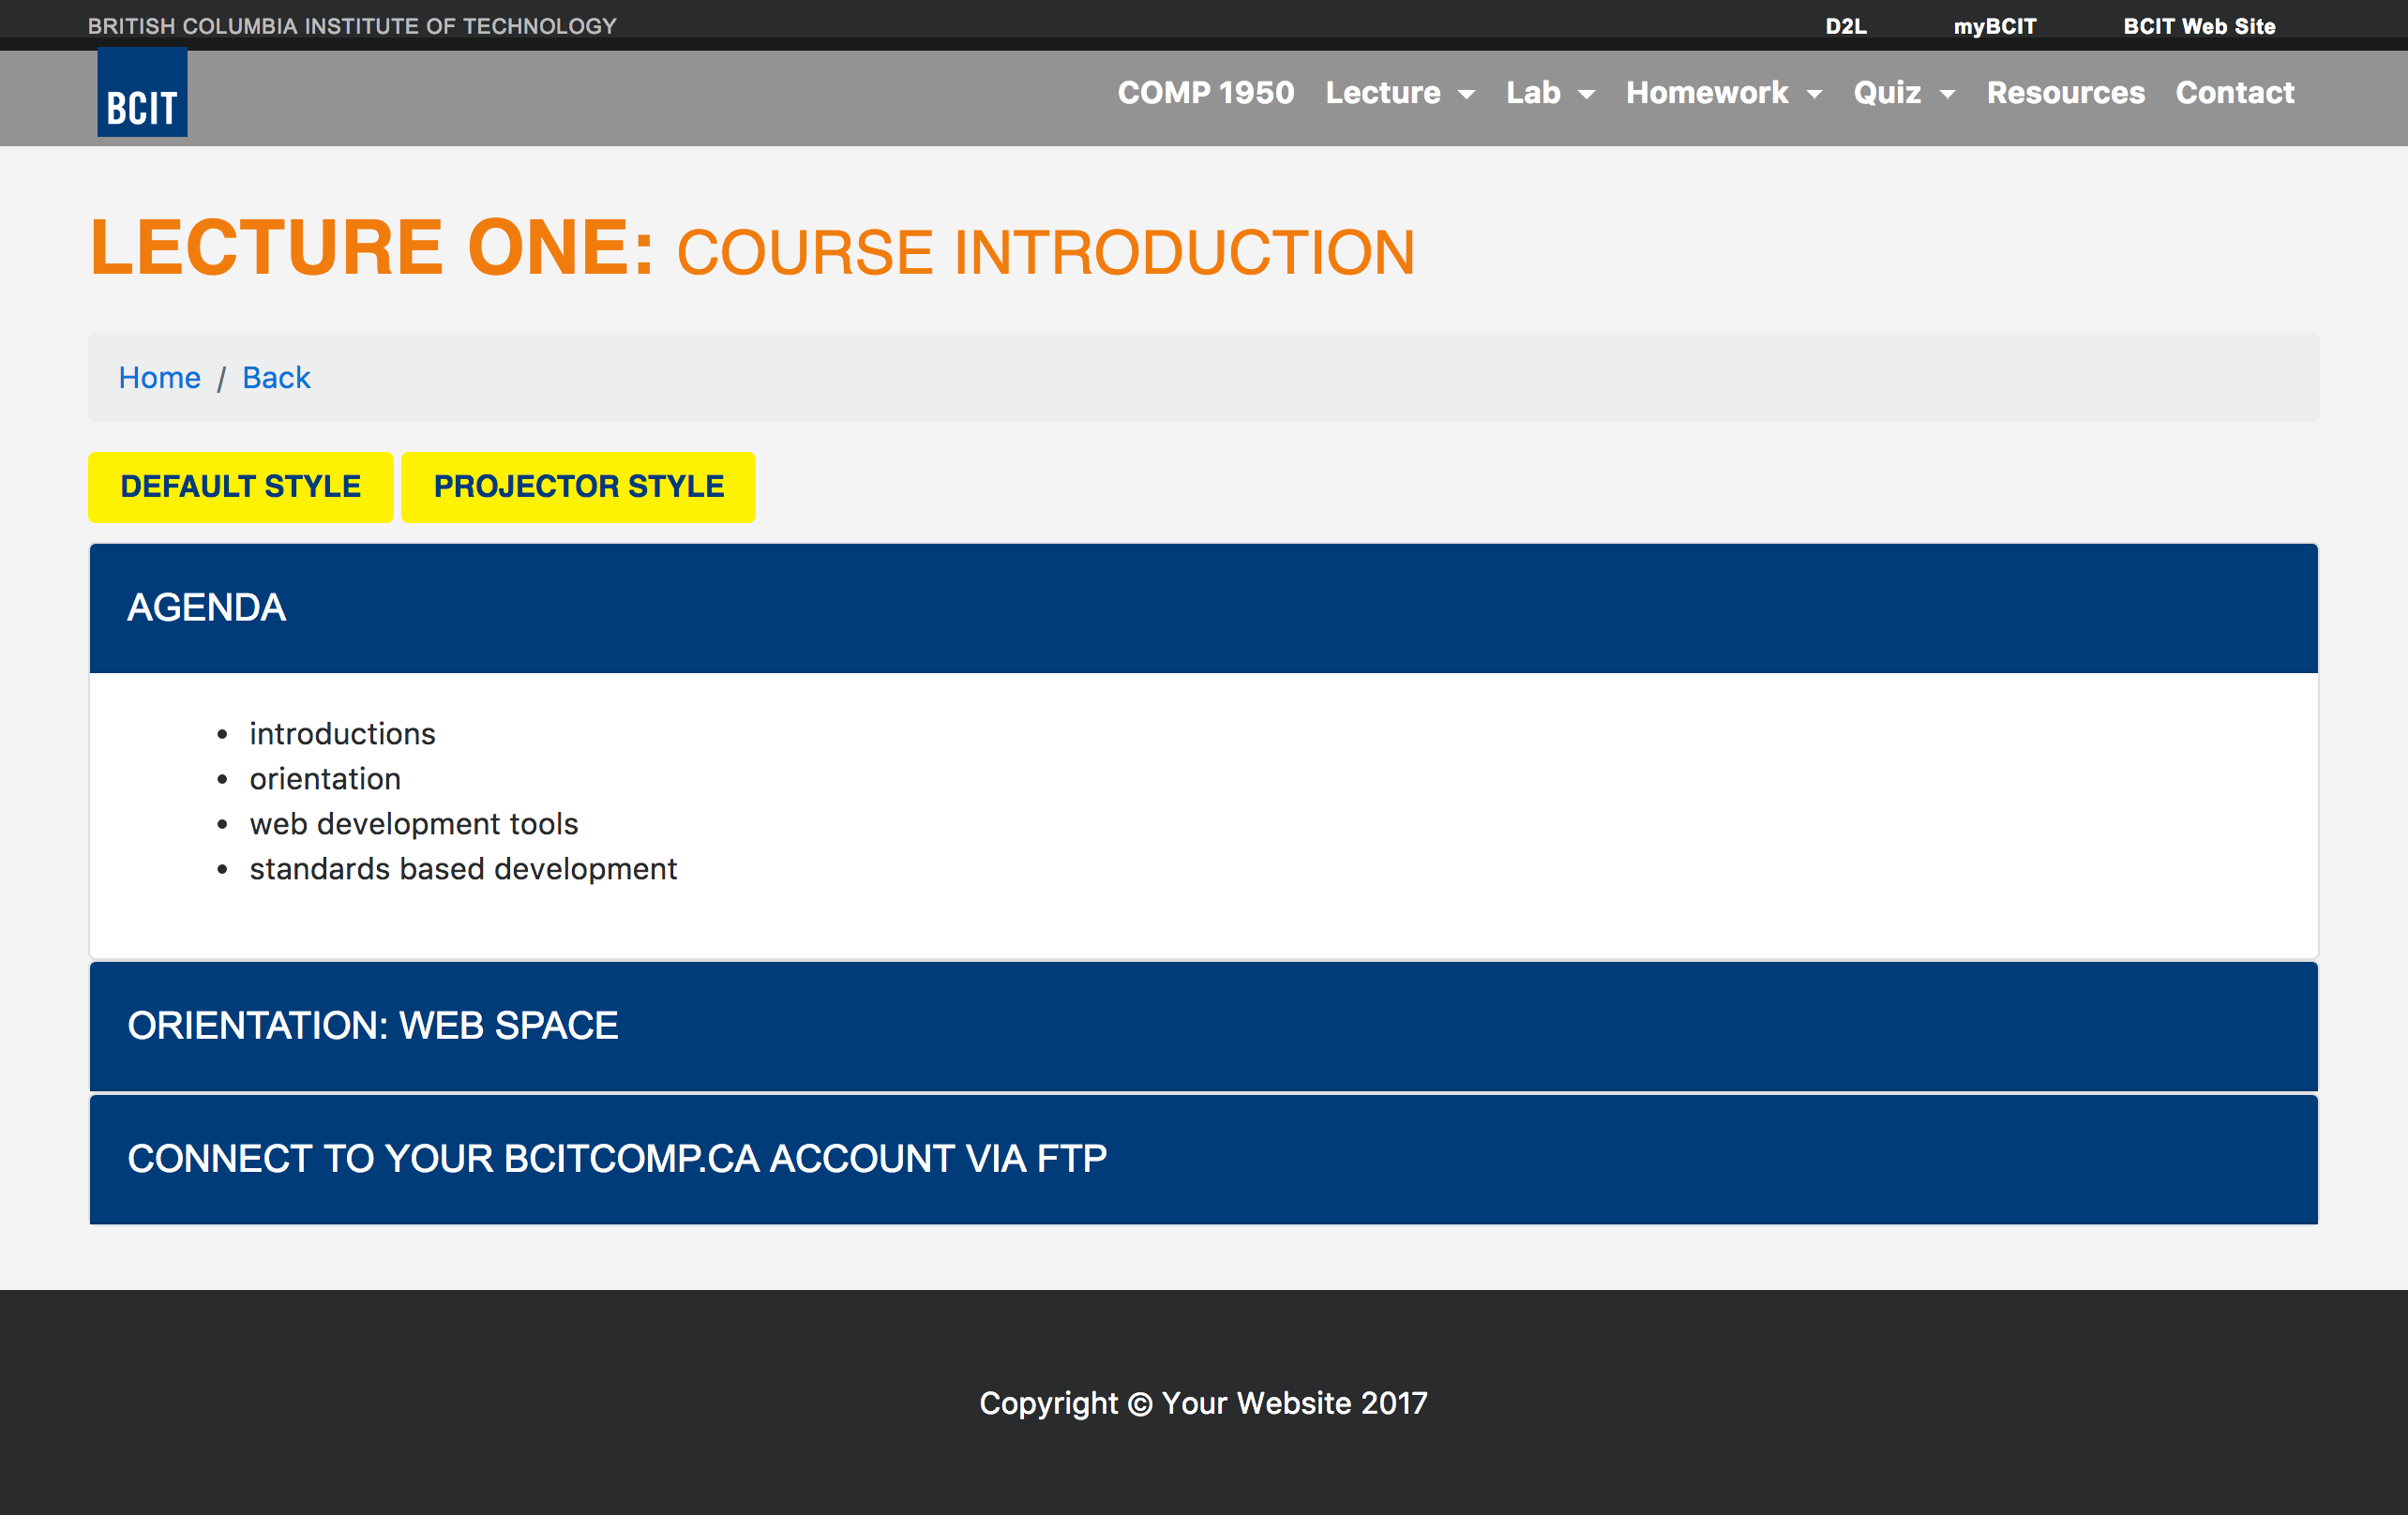 BRITISH COLUMBIA INSTITUTE OF TECHNOLOGY D2L myBCIT BCIT Web Site
BCIT COMP 1950 Lecture Lab Homework Quiz Resources Contact
LECTURE ONE: COURSE INTRODUCTION
Home / Back
DEFAULT STYLE PROJECTOR STYLE
AGENDA
• introductions
• orientation
• web development tools
• standards based development
ORIENTATION: WEB SPACE
CONNECT TO YOUR BCITCOMP.CA ACCOUNT VIA FTP
Copyright © Your Website 2017